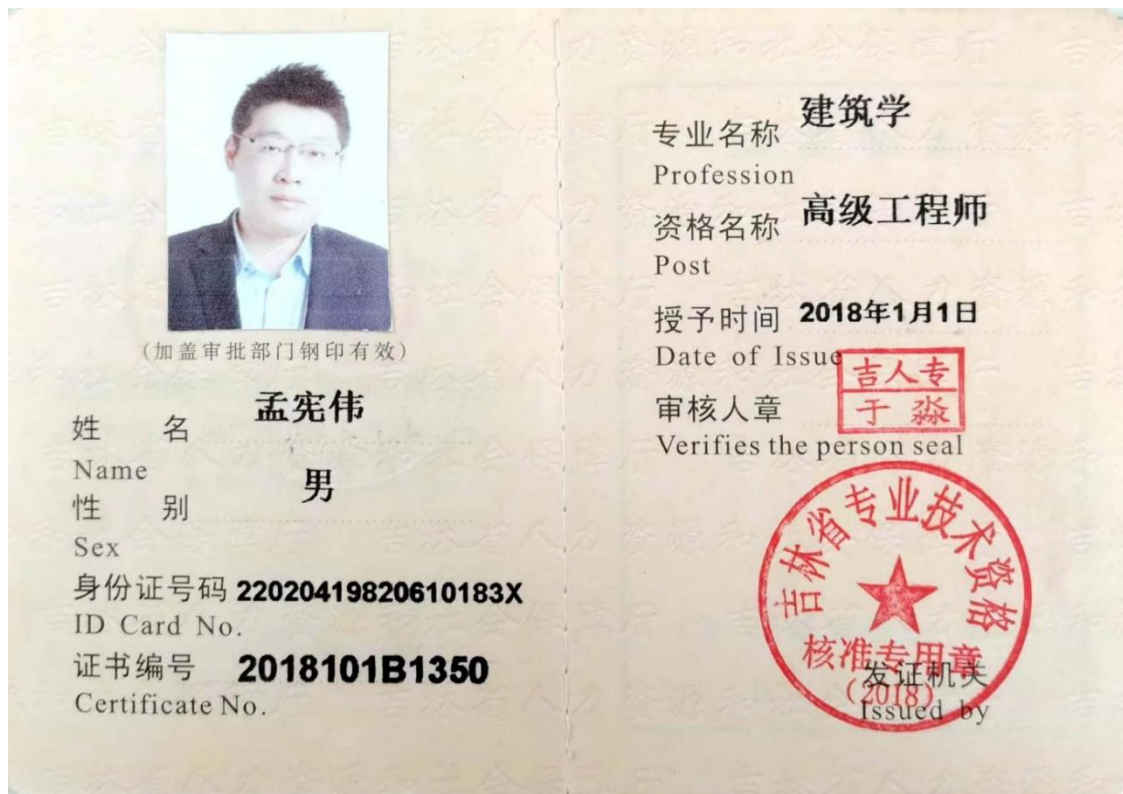 (加盖审批部门钢印有效)
姓 名 孟宪伟
Name
性 别 男
Sex
身份证号码 22020419820610183X
ID Card No.
证书编号 2018101B1350
Certificate No.
专业名称 建筑学
Profession
资格名称 高级工程师
Post
授予时间 2018年1月1日
Date of Issue
吉人专
于淼
审核人章
Verifies the person seal
吉林省专业技术资格
核准专用章
(2018)
发证机关
Issued by